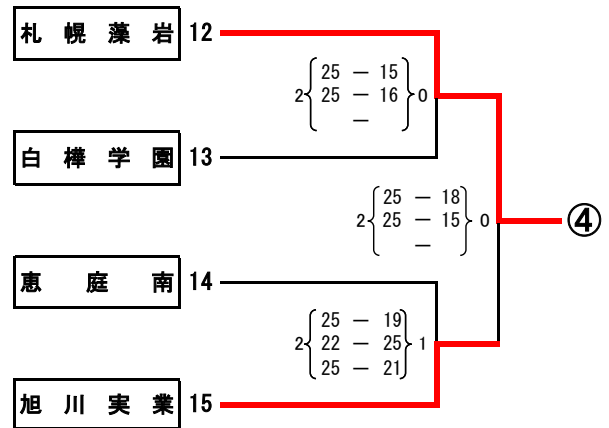 札幌藻岩 12
25 — 15
2 25 — 16 0
—
白樺学園 13
25 — 18
2 25 — 15 0 ④
—
恵庭南 14
25 — 19
2 22 — 25 1
25 — 21
旭川実業 15